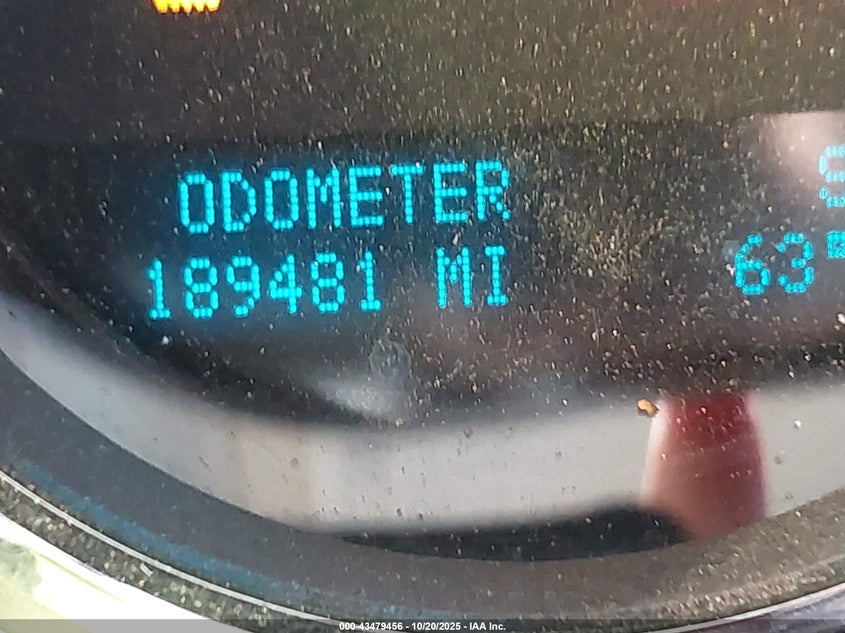 ODOMETER
189481 MI
63°
000-43479456 - 10/20/2025 - IAA Inc.